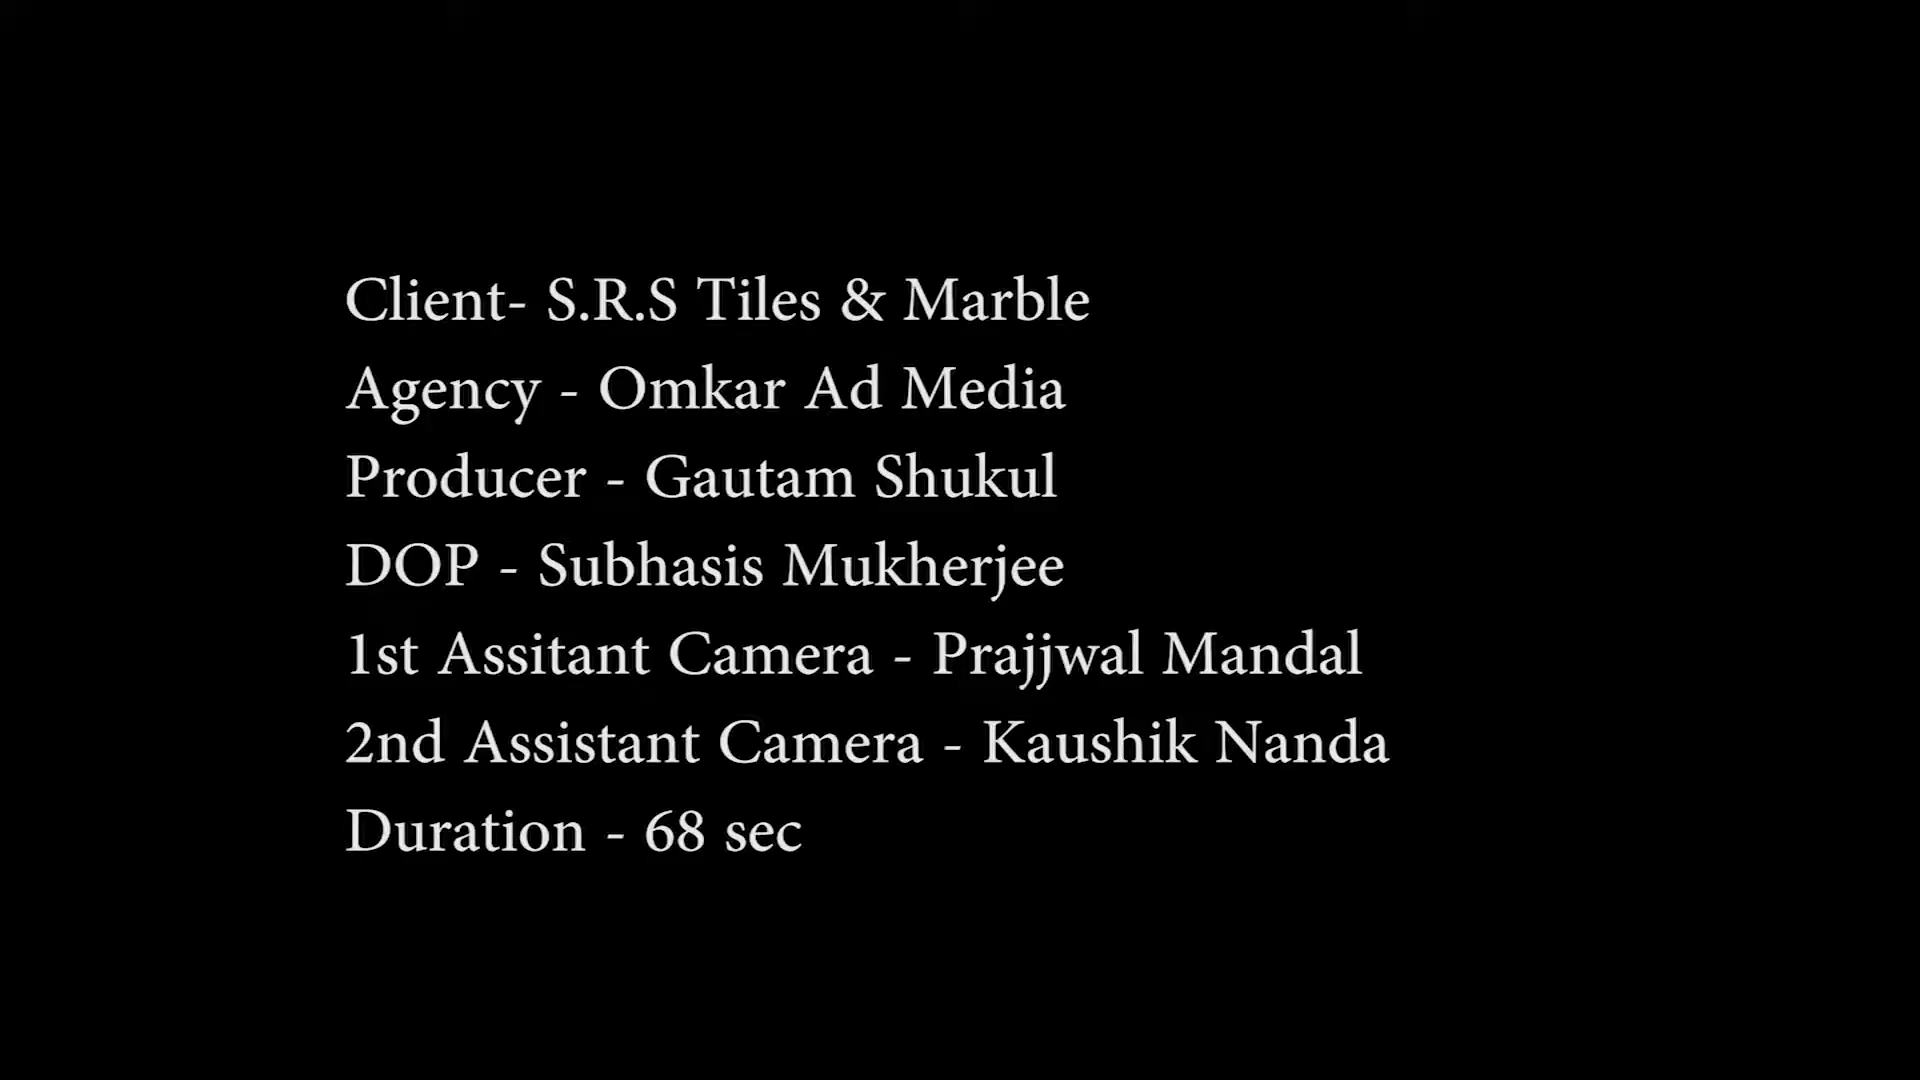 Client- S.R.S Tiles & Marble
Agency - Omkar Ad Media
Producer - Gautam Shukul
DOP - Subhasis Mukherjee
1st Assitant Camera - Prajjwal Mandal
2nd Assistant Camera - Kaushik Nanda
Duration - 68 sec